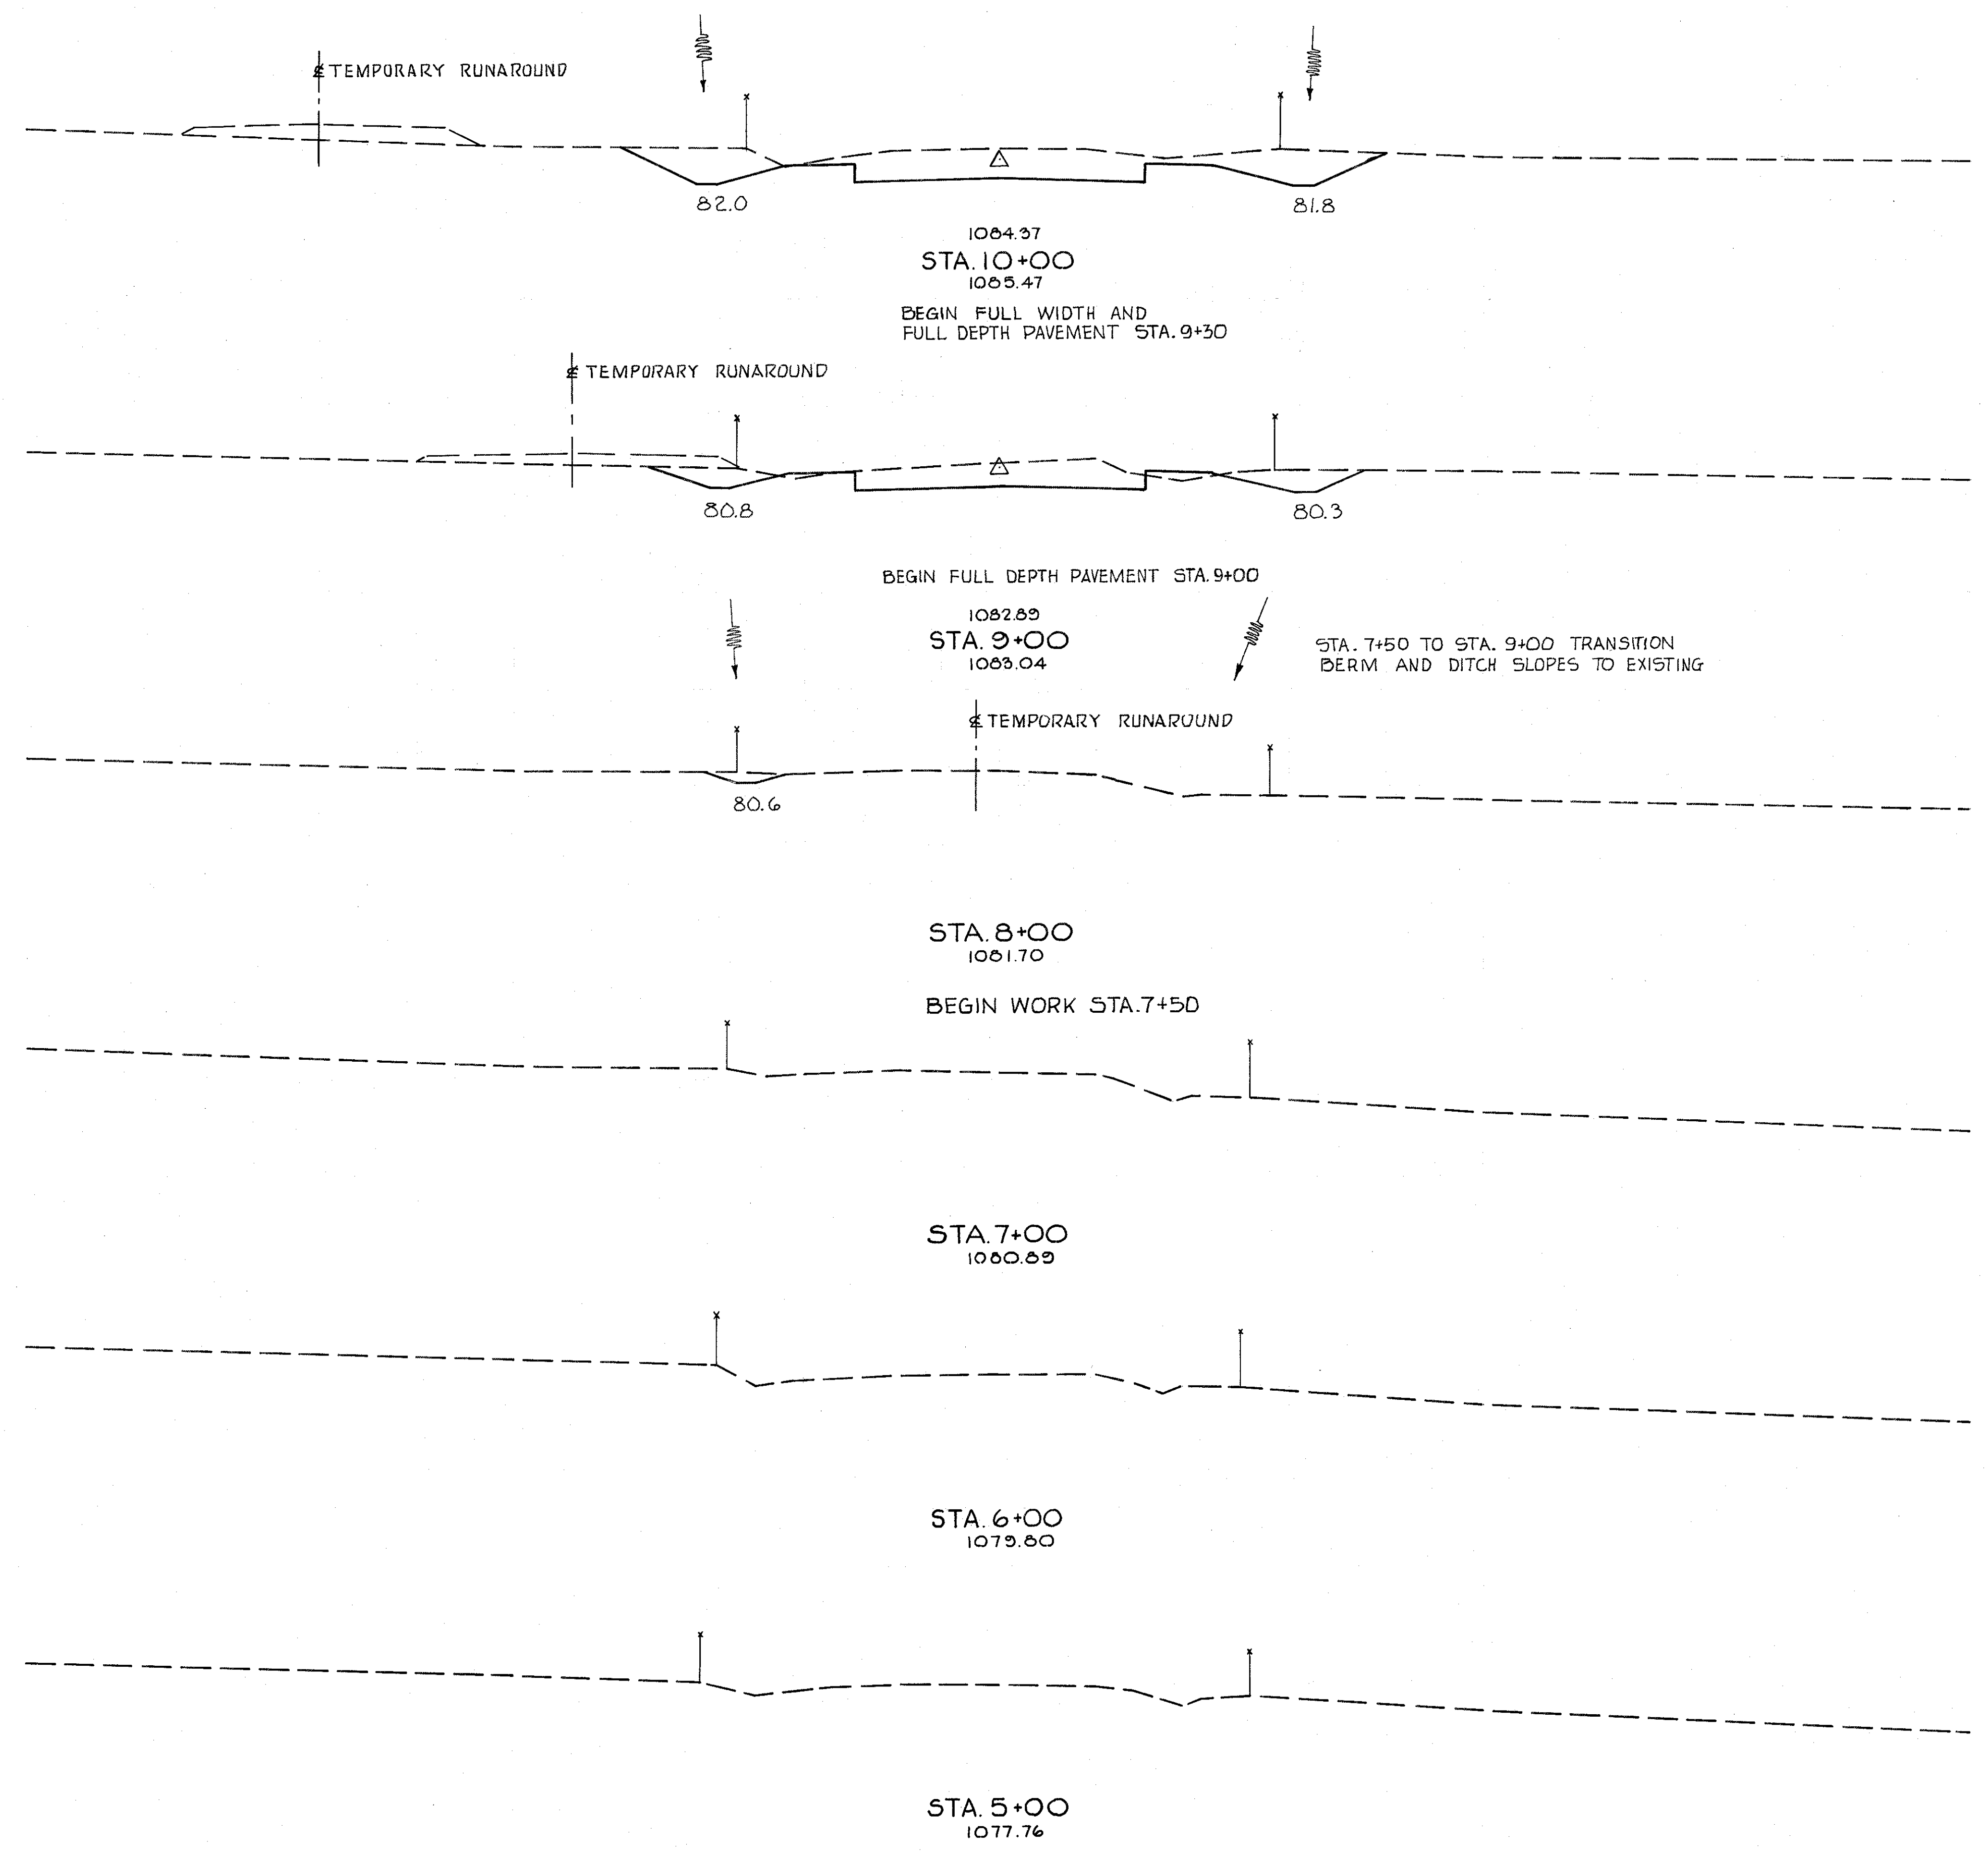 ℄ TEMPORARY RUNAROUND
82.0
81.8
1084.37
STA. 10+00
1085.47
BEGIN FULL WIDTH AND
FULL DEPTH PAVEMENT STA. 9+30
℄ TEMPORARY RUNAROUND
80.8
80.3
BEGIN FULL DEPTH PAVEMENT STA. 9+00
1082.89
STA. 9+00
1083.04
STA. 7+50 TO STA. 9+00 TRANSITION
BERM AND DITCH SLOPES TO EXISTING
℄ TEMPORARY RUNAROUND
80.6
STA. 8+00
1081.70
BEGIN WORK STA. 7+50
STA. 7+00
1080.89
STA. 6+00
1079.80
STA. 5+00
1077.76